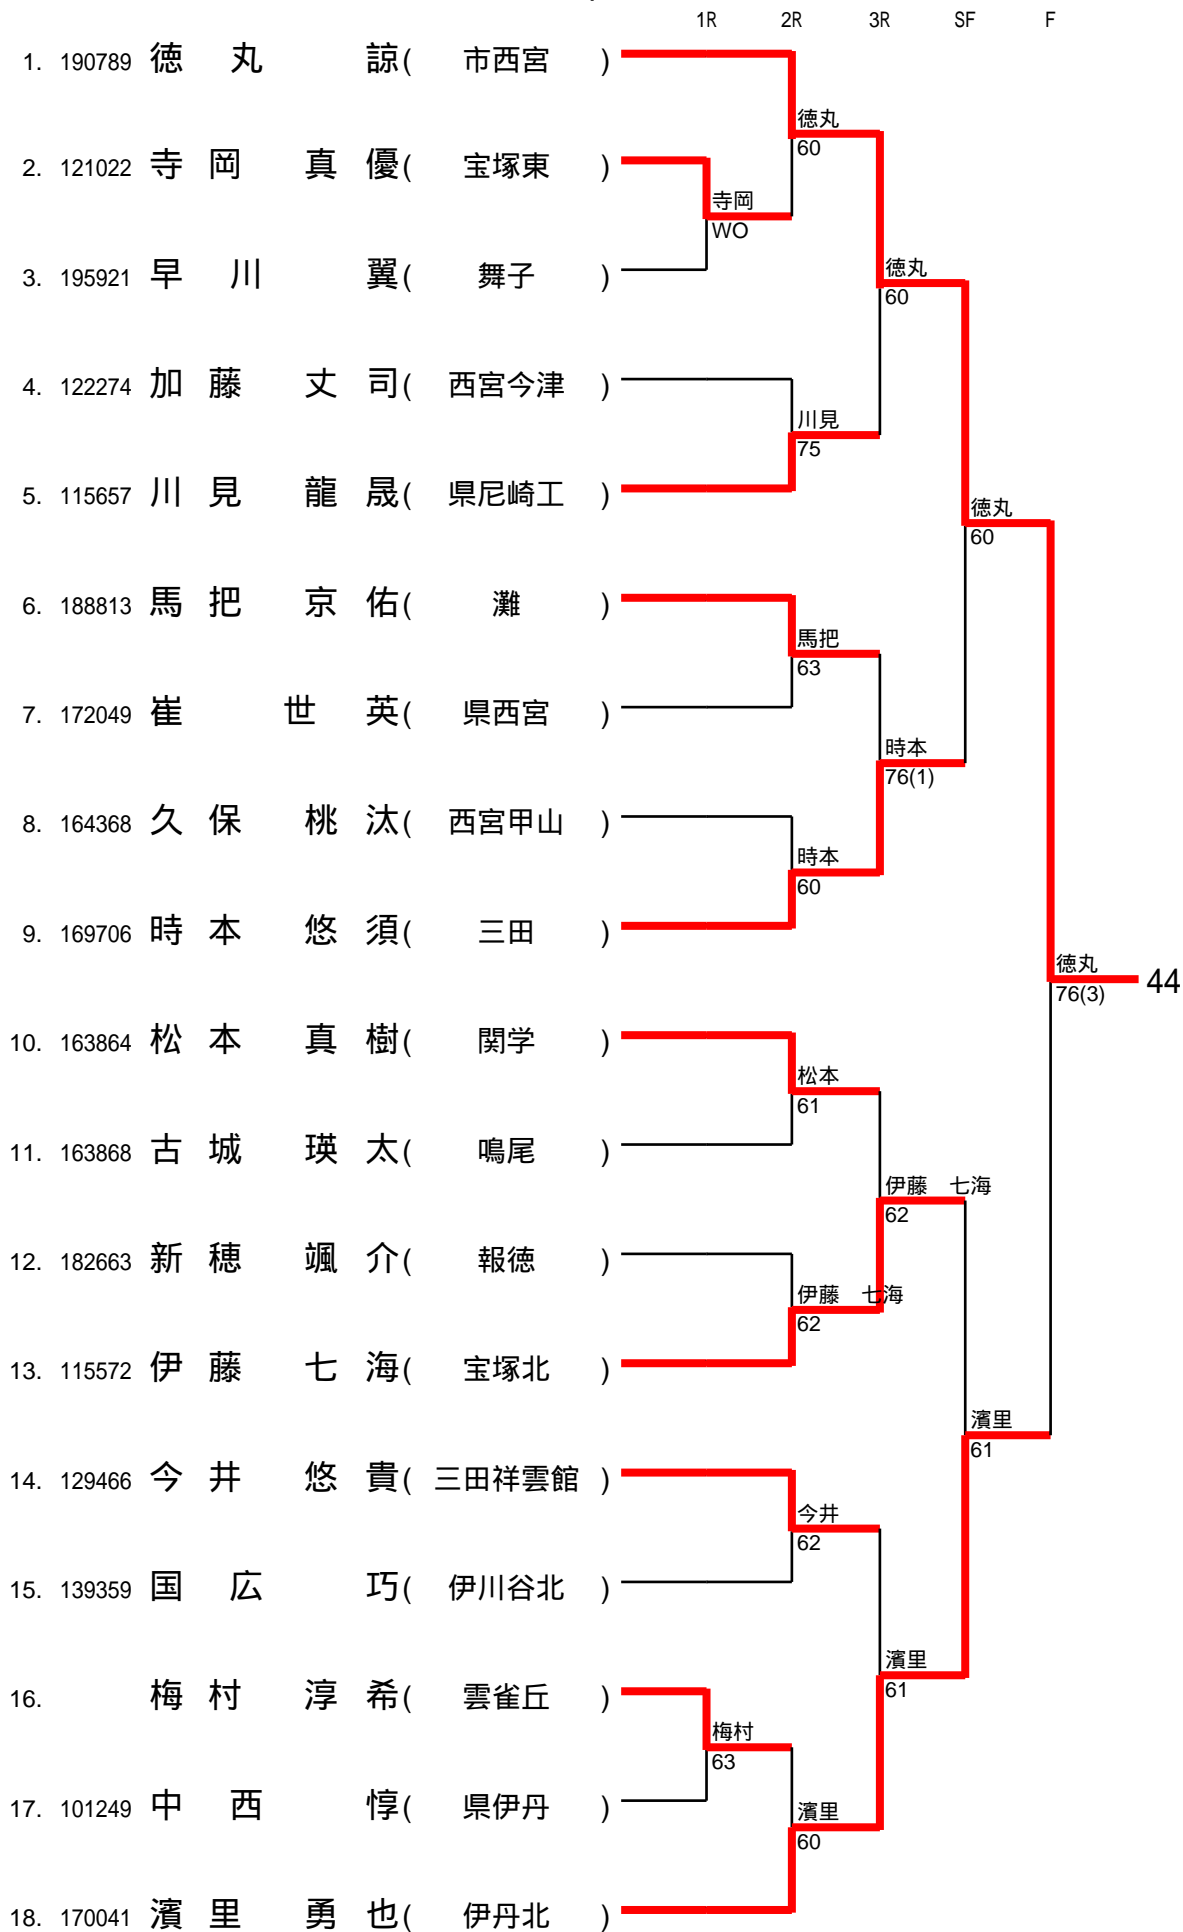 1R 2R 3R SF F
1. 190789 徳 丸 諒( 市西宮 )
徳丸
60
2. 121022 寺 岡 真 優( 宝塚東 )
寺岡
WO
3. 195921 早 川 翼( 舞子 )
徳丸
60
4. 122274 加 藤 丈 司( 西宮今津 )
川見
75
5. 115657 川 見 龍 晟( 県尼崎工 )
徳丸
60
6. 188813 馬 把 京 佑( 灘 )
馬把
63
7. 172049 崔 世 英( 県西宮 )
時本
76(1)
8. 164368 久 保 桃 汰( 西宮甲山 )
時本
60
9. 169706 時 本 悠 須( 三田 )
徳丸
76(3)
44
10. 163864 松 本 真 樹( 関学 )
松本
61
11. 163868 古 城 瑛 太( 鳴尾 )
伊藤 七海
62
12. 182663 新 穂 颯 介( 報徳 )
伊藤 七海
62
13. 115572 伊 藤 七 海( 宝塚北 )
濱里
61
14. 129466 今 井 悠 貴( 三田祥雲館 )
今井
62
15. 139359 国 広 巧( 伊川谷北 )
濱里
61
16. 梅 村 淳 希( 雲雀丘 )
梅村
63
17. 101249 中 西 惇( 県伊丹 )
濱里
60
18. 170041 濱 里 勇 也( 伊丹北 )